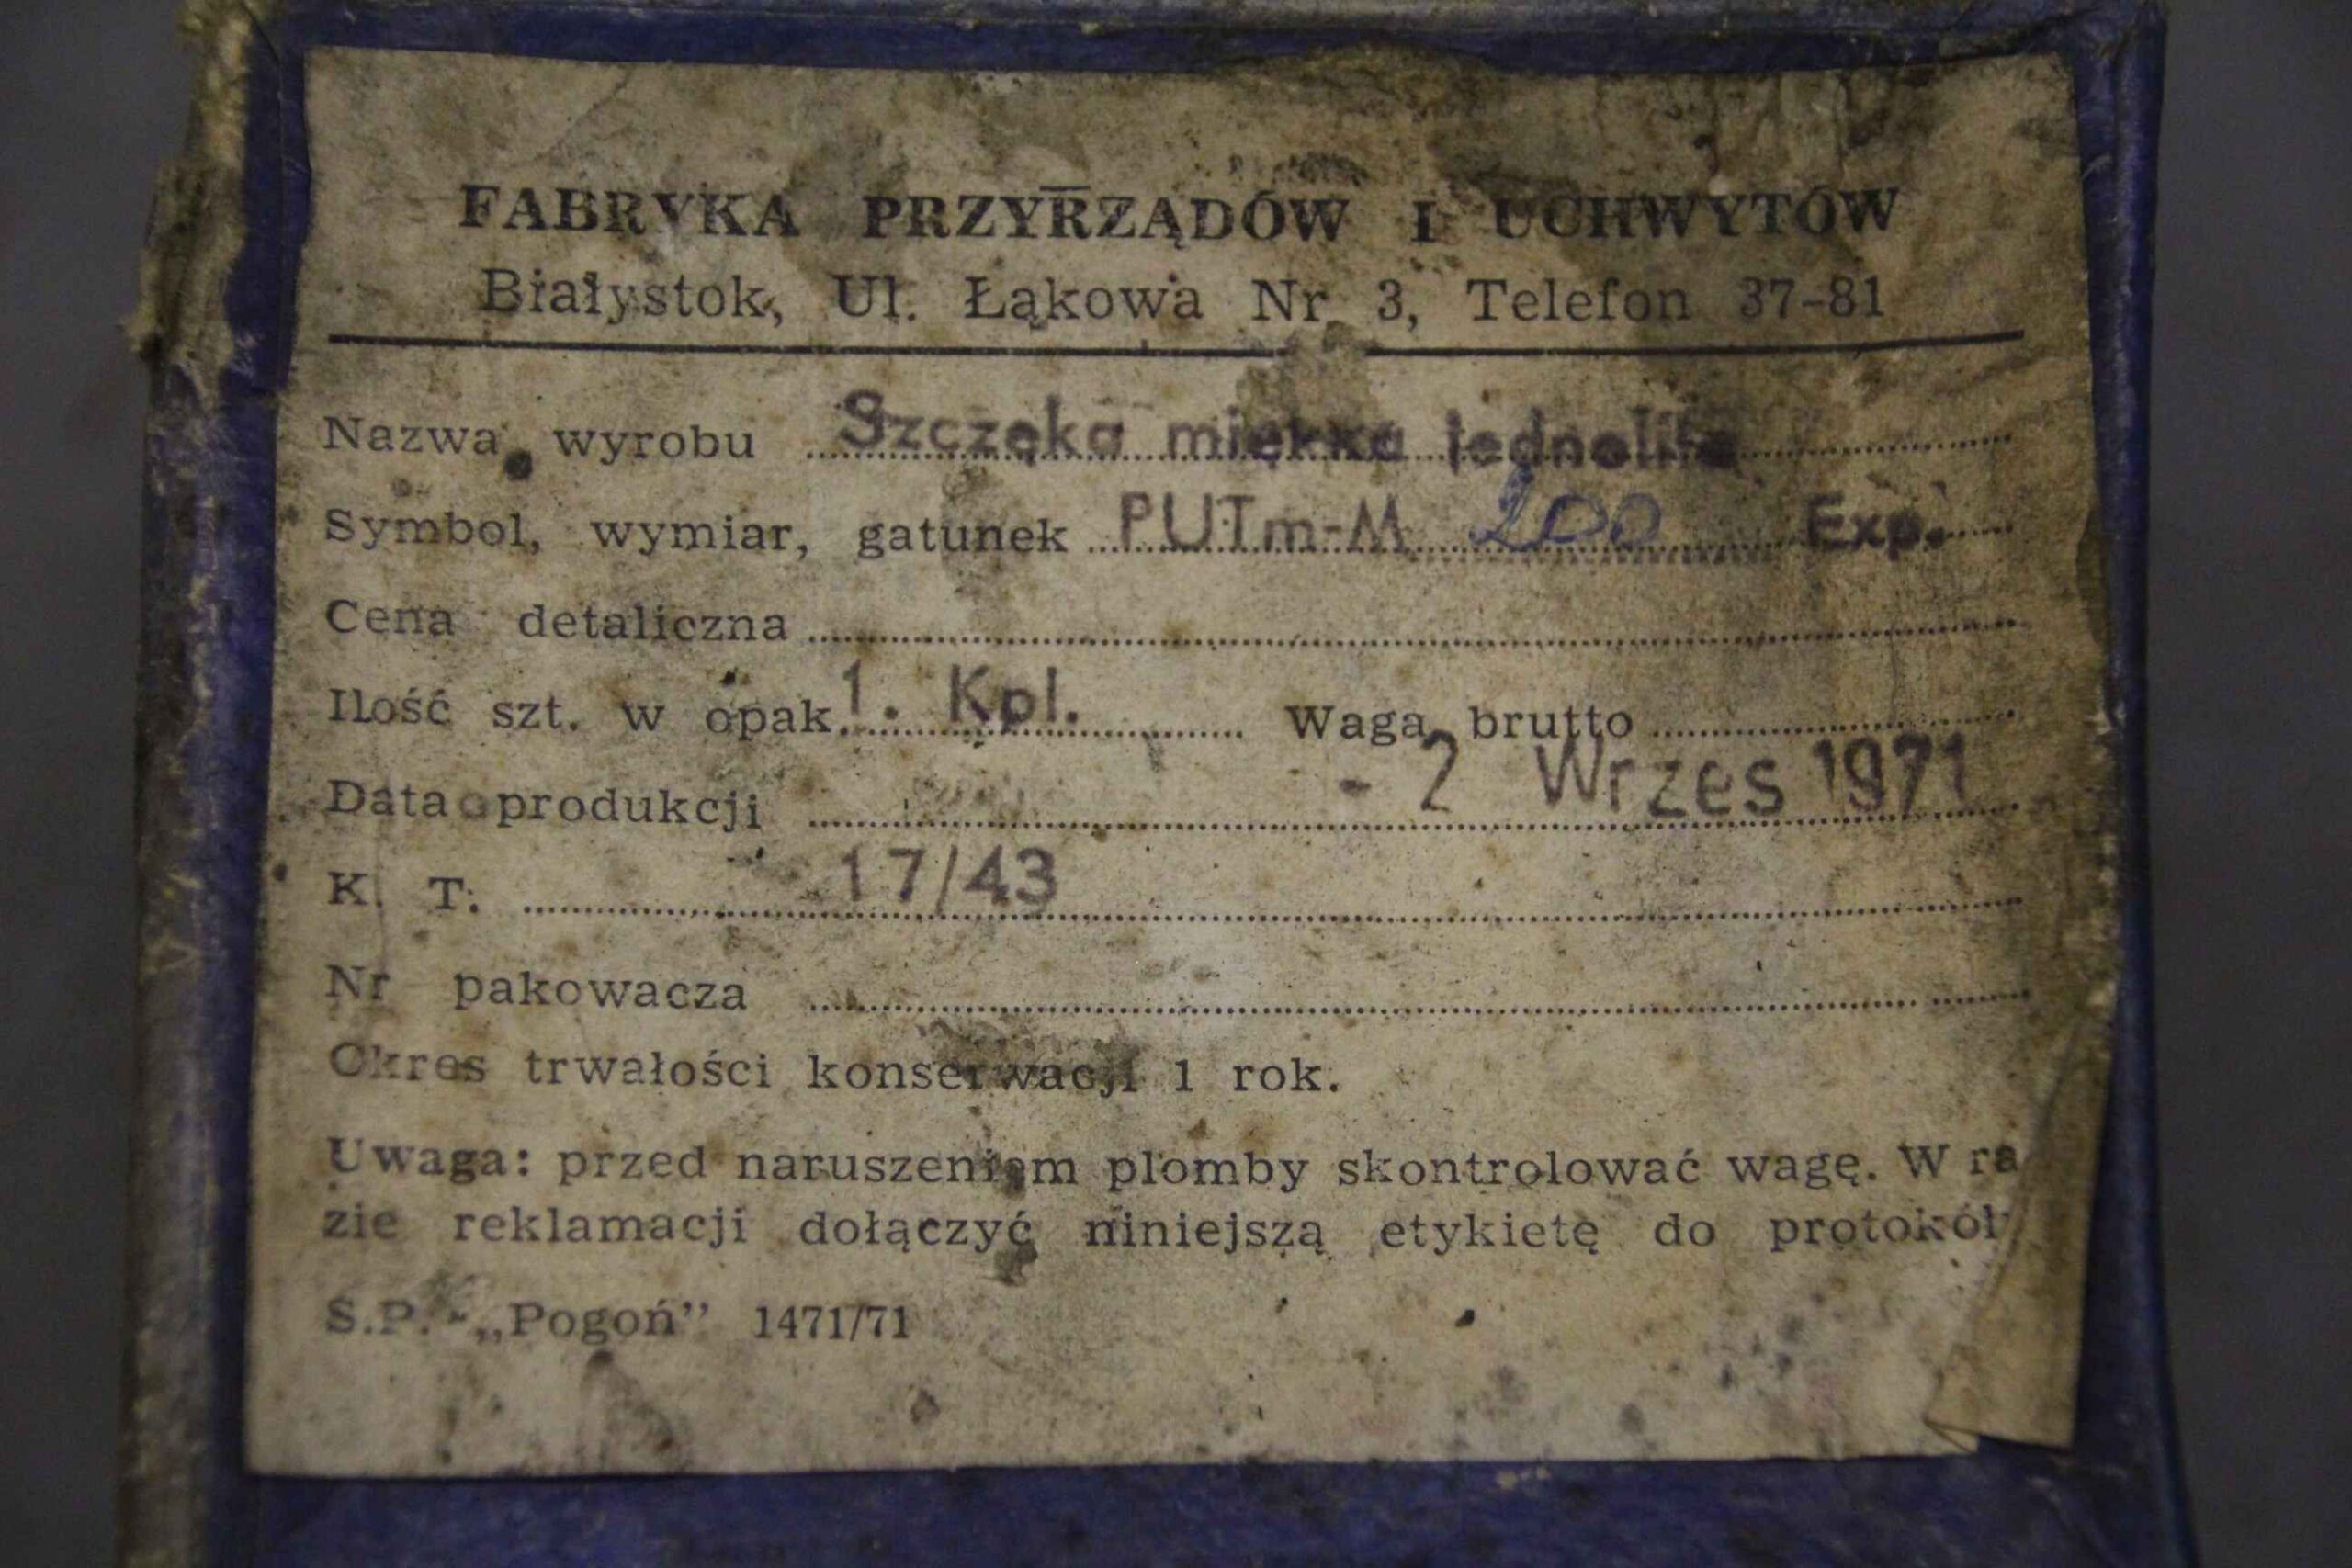 FABRYKA PRZYRZĄDÓW I UCHWYTÓW
Białystok, Ul. Łąkowa Nr 3, Telefon 37-81
Nazwa wyrobu Szczęka miękka jednolita
Symbol, wymiar, gatunek PUTm-M 200 Exp.
Cena detaliczna
Ilość szt. w opak. 1. Kpl. Waga brutto
Data produkcji - 2 Wrzes 1971
K. T. 17/43
Nr pakowacza
Okres trwałości konserwacji 1 rok.
Uwaga: przed naruszeniem plomby skontrolować wagę. W ra
zie reklamacji dołączyć niniejszą etykietę do protokół
S.P. - „Pogoń” 1471/71